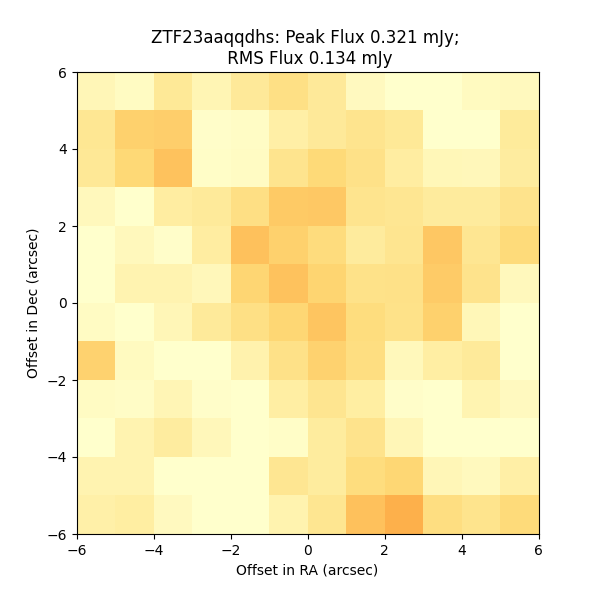 ZTF23aaqqdhs: Peak Flux 0.321 mJy;
RMS Flux 0.134 mJy
6
4
2
0
−2
−4
−6
Offset in Dec (arcsec)
−6 −4 −2 0 2 4 6
Offset in RA (arcsec)